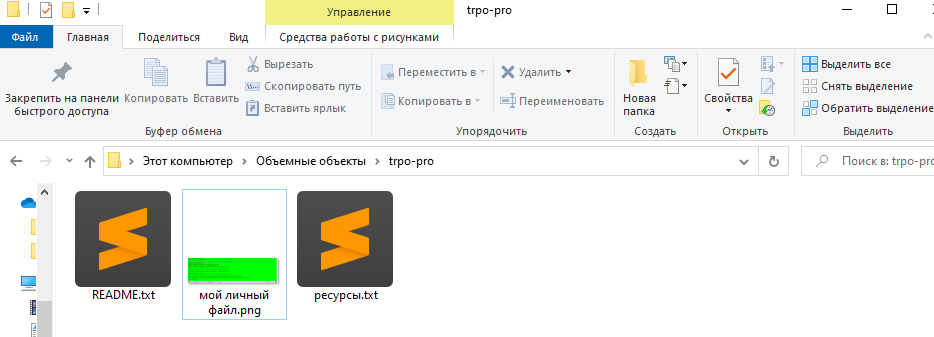 Управление
trpo-pro
Файл
Главная
Поделиться
Вид
Средства работы с рисунками
Закрепить на панели
быстрого доступа
Копировать
Вставить
Вырезать
Скопировать путь
Вставить ярлык
Буфер обмена
Переместить в
Копировать в
Удалить
Переименовать
Упорядочить
Новая
папка
Создать
Свойства
Открыть
Выделить все
Снять выделение
Обратить выделение
Выделить
Этот компьютер
Объемные объекты
trpo-pro
Поиск в: trpo-pro
README.txt
мой личный
файл.png
ресурсы.txt